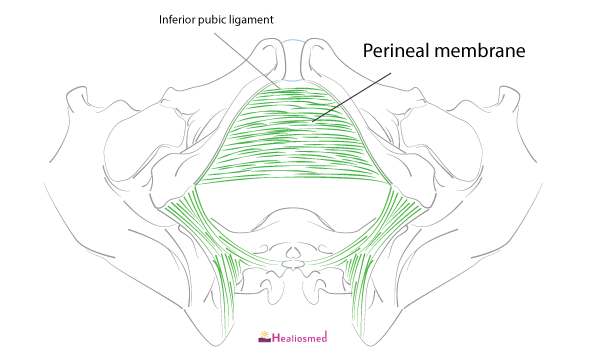 Inferior pubic ligament
Perineal membrane
Healiosmed